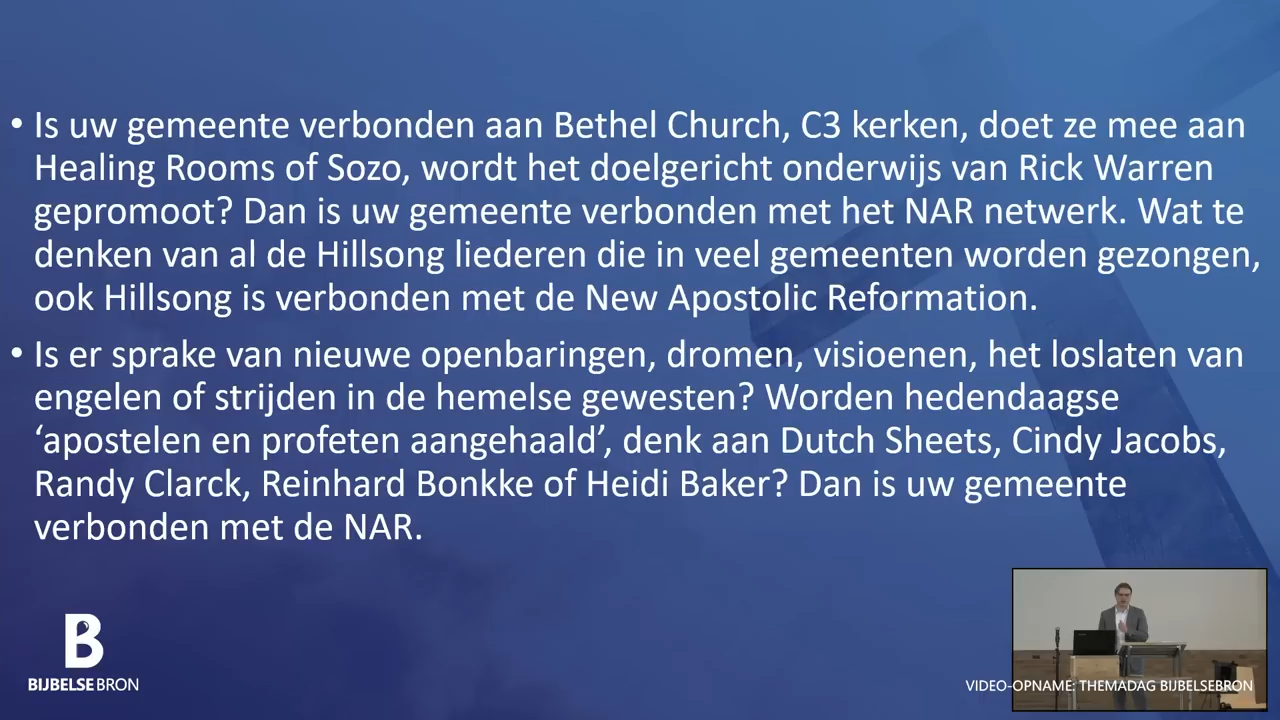 • Is uw gemeente verbonden aan Bethel Church, C3 kerken, doet ze mee aan
Healing Rooms of Sozo, wordt het doelgericht onderwijs van Rick Warren
gepromoot? Dan is uw gemeente verbonden met het NAR netwerk. Wat te
denken van al de Hillsong liederen die in veel gemeenten worden gezongen,
ook Hillsong is verbonden met de New Apostolic Reformation.
• Is er sprake van nieuwe openbaringen, dromen, visioenen, het loslaten van
engelen of strijden in de hemelse gewesten? Worden hedendaagse
‘apostelen en profeten aangehaald’, denk aan Dutch Sheets, Cindy Jacobs,
Randy Clarck, Reinhard Bonkke of Heidi Baker? Dan is uw gemeente
verbonden met de NAR.
B
BIJBELSEBRON
VIDEO-OPNAME: THEMADAG BIJBELSEBRON